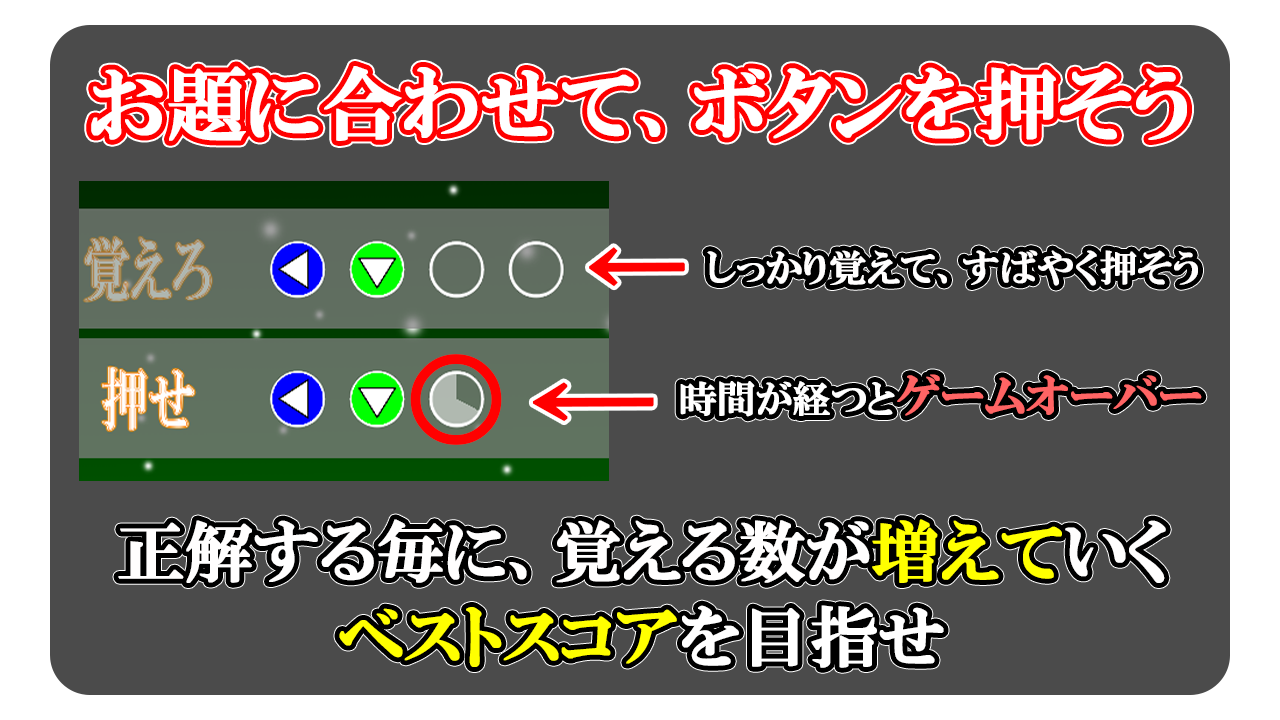 お題に合わせて、ボタンを押そう
覚えろ
しっかり覚えて、すばやく押そう
押せ
時間が経つとゲームオーバー
正解する毎に、覚える数が増えていく
ベストスコアを目指せ